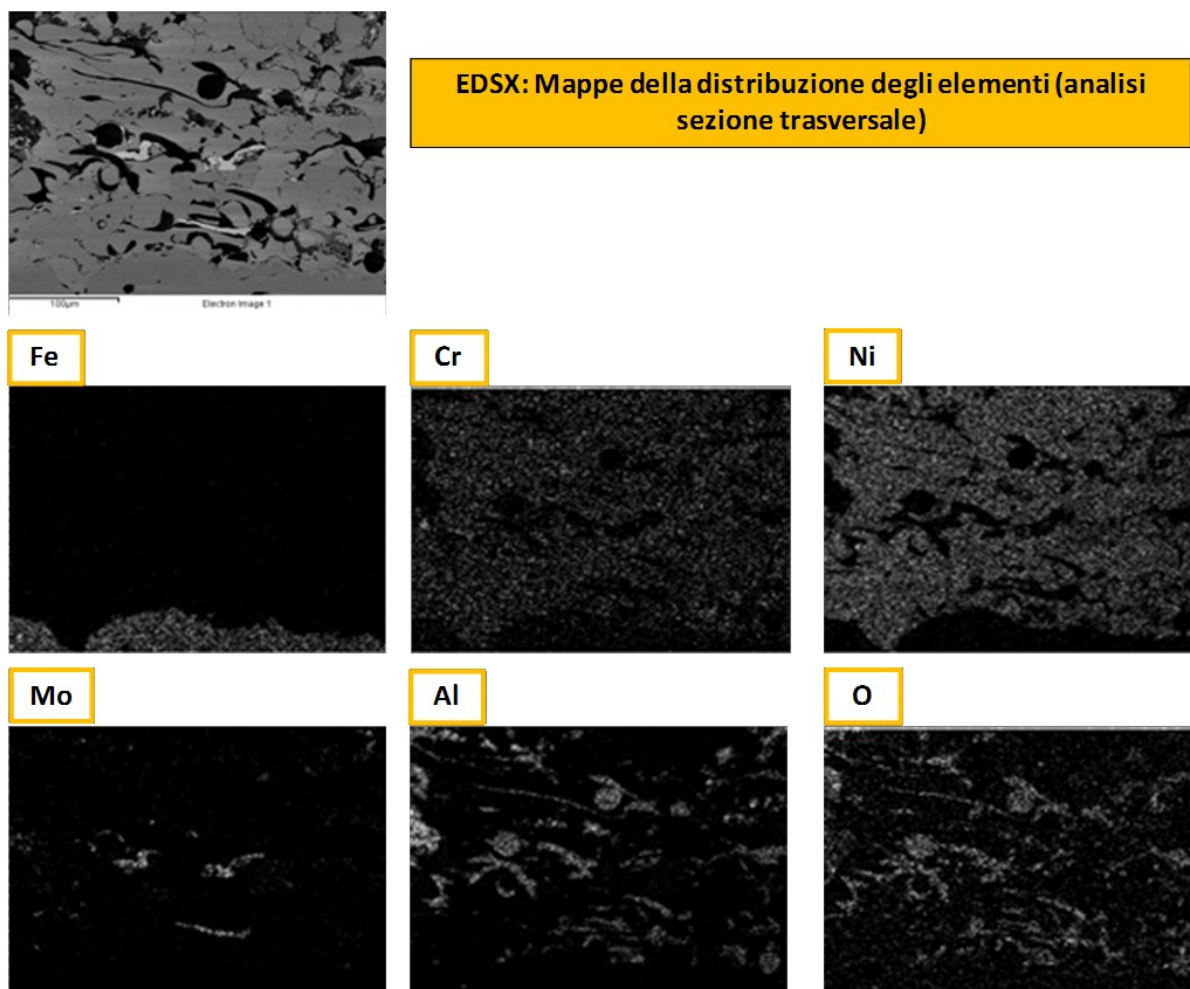 EDSX: Mappe della distribuzione degli elementi (analisi
sezione trasversale)
100µm
Electron Image 1
Fe
Cr
Ni
Mo
Al
O